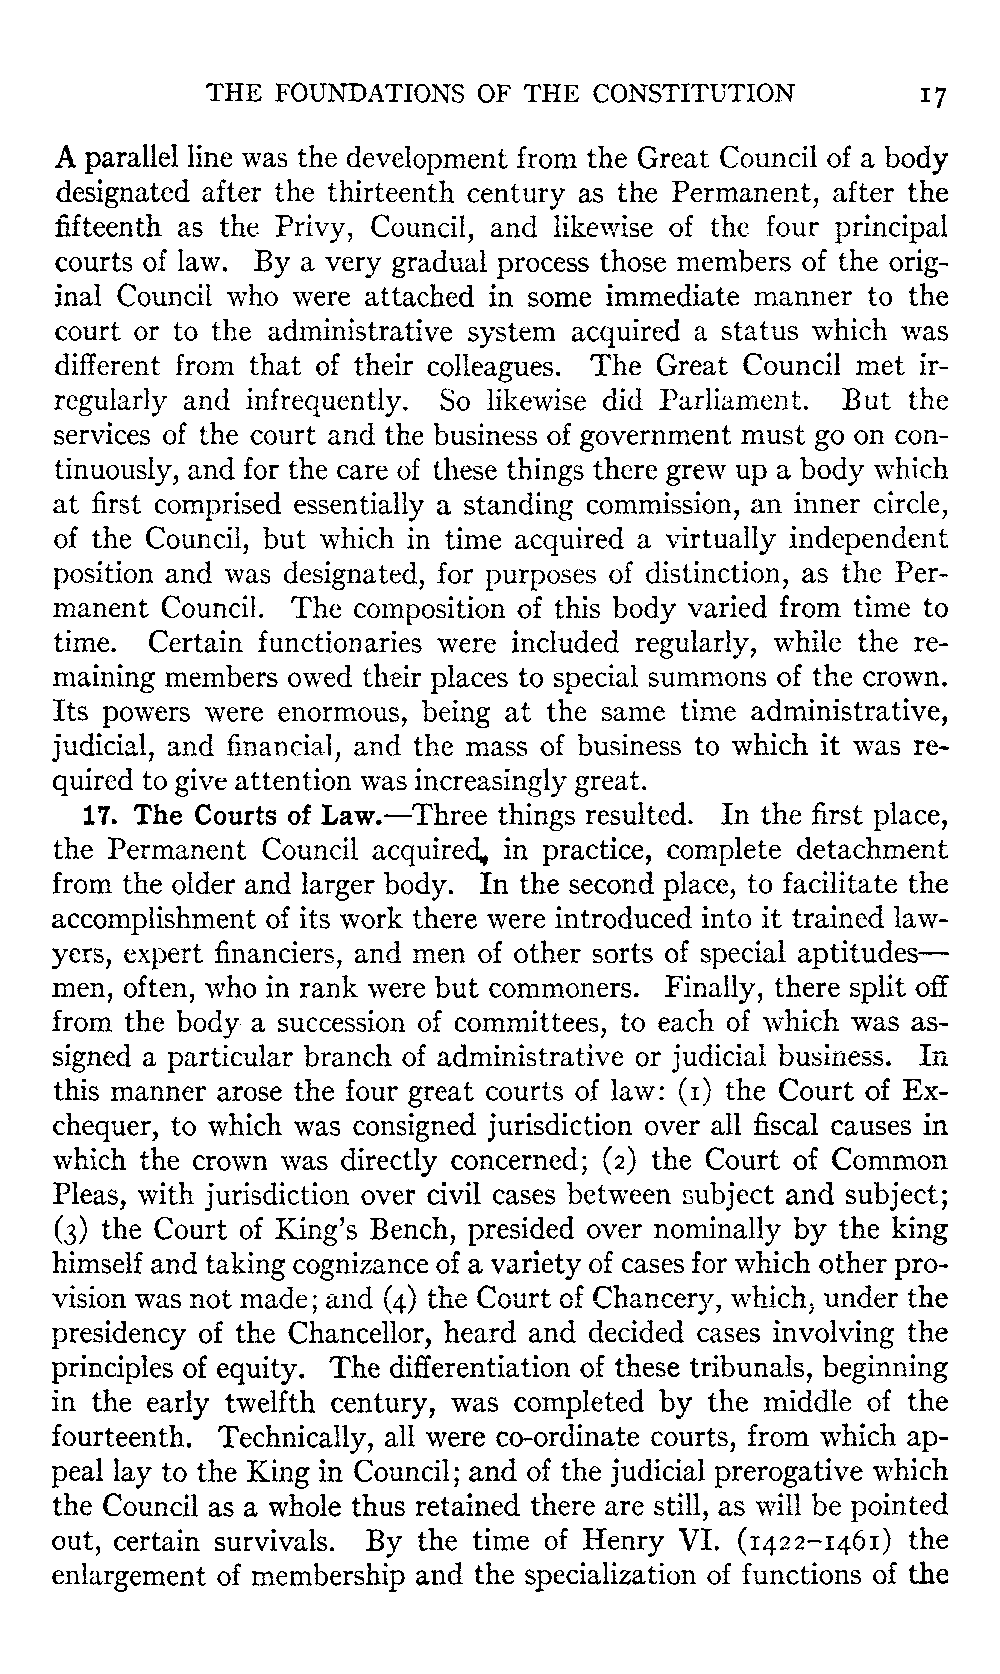 THE FOUNDATIONS OF THE CONSTITUTION 17
A parallel line was the development from the Great Council of a body
designated after the thirteenth century as the Permanent, after the
fifteenth as the Privy, Council, and likewise of the four principal
courts of law. By a very gradual process those members of the orig-
inal Council who were attached in some immediate manner to the
court or to the administrative system acquired a status which was
different from that of their colleagues. The Great Council met ir-
regularly and infrequently. So likewise did Parliament. But the
services of the court and the business of government must go on con-
tinuously, and for the care of these things there grew up a body which
at first comprised essentially a standing commission, an inner circle,
of the Council, but which in time acquired a virtually independent
position and was designated, for purposes of distinction, as the Per-
manent Council. The composition of this body varied from time to
time. Certain functionaries were included regularly, while the re-
maining members owed their places to special summons of the crown.
Its powers were enormous, being at the same time administrative,
judicial, and financial, and the mass of business to which it was re-
quired to give attention was increasingly great.
17. The Courts of Law.—Three things resulted. In the first place,
the Permanent Council acquired, in practice, complete detachment
from the older and larger body. In the second place, to facilitate the
accomplishment of its work there were introduced into it trained law-
yers, expert financiers, and men of other sorts of special aptitudes—
men, often, who in rank were but commoners. Finally, there split off
from the body a succession of committees, to each of which was as-
signed a particular branch of administrative or judicial business. In
this manner arose the four great courts of law: (1) the Court of Ex-
chequer, to which was consigned jurisdiction over all fiscal causes in
which the crown was directly concerned; (2) the Court of Common
Pleas, with jurisdiction over civil cases between subject and subject;
(3) the Court of King's Bench, presided over nominally by the king
himself and taking cognizance of a variety of cases for which other pro-
vision was not made; and (4) the Court of Chancery, which, under the
presidency of the Chancellor, heard and decided cases involving the
principles of equity. The differentiation of these tribunals, beginning
in the early twelfth century, was completed by the middle of the
fourteenth. Technically, all were co-ordinate courts, from which ap-
peal lay to the King in Council; and of the judicial prerogative which
the Council as a whole thus retained there are still, as will be pointed
out, certain survivals. By the time of Henry VI. (1422–1461) the
enlargement of membership and the specialization of functions of the